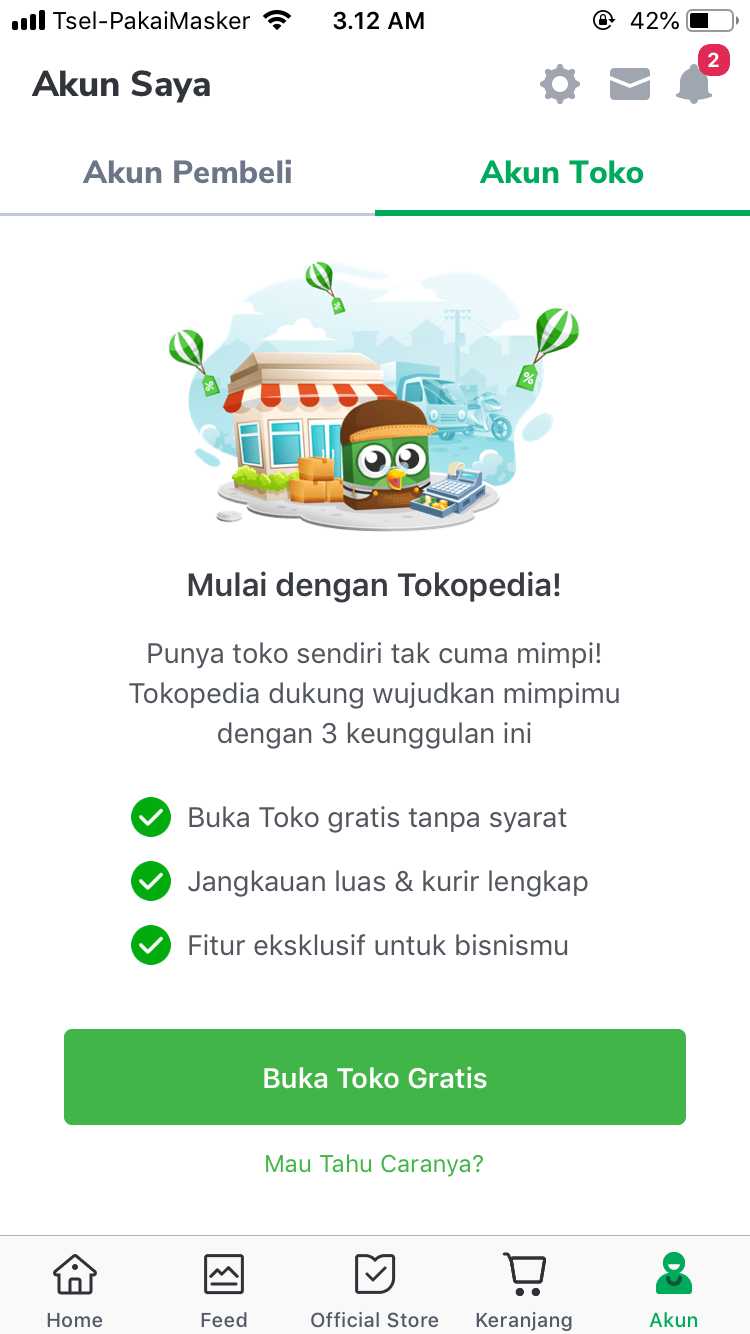 Tsel-PakaiMasker 3.12 AM 42%
Akun Saya 2
Akun Pembeli Akun Toko
%
Mulai dengan Tokopedia!
Punya toko sendiri tak cuma mimpi!
Tokopedia dukung wujudkan mimpimu
dengan 3 keunggulan ini
Buka Toko gratis tanpa syarat
Jangkauan luas & kurir lengkap
Fitur eksklusif untuk bisnismu
Buka Toko Gratis
Mau Tahu Caranya?
Home Feed Official Store Keranjang Akun